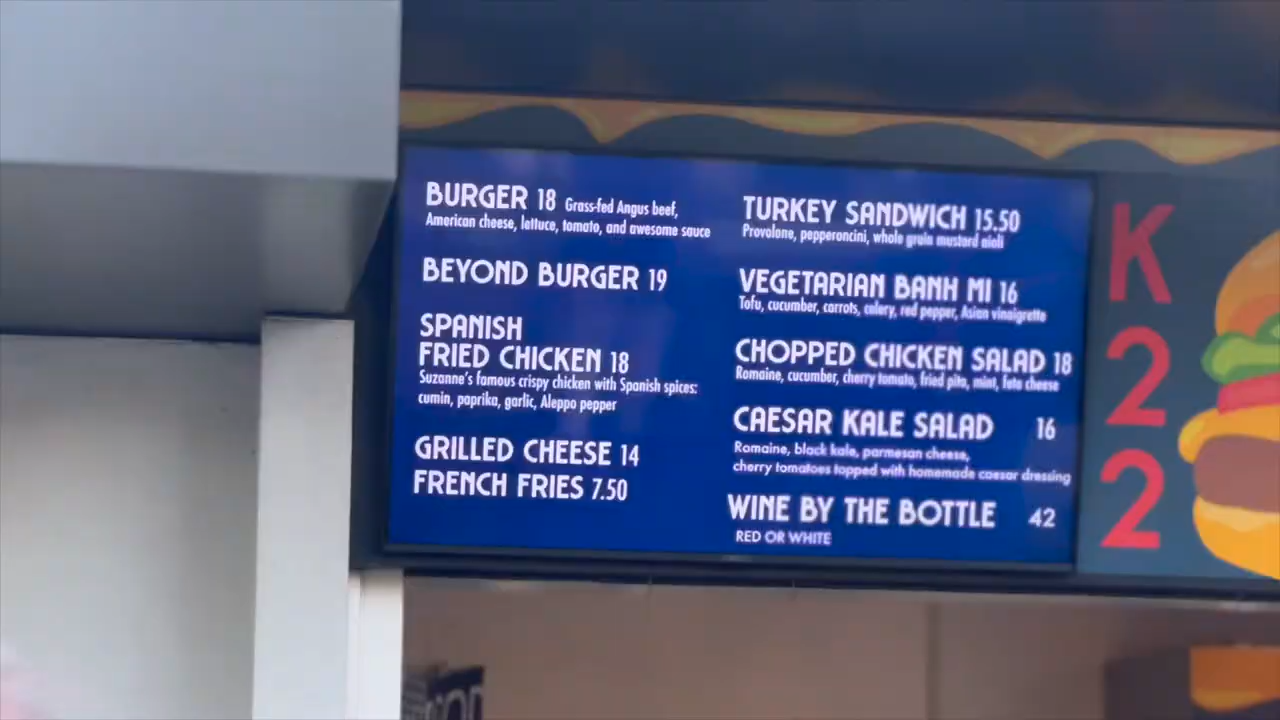 BURGER 18 Grass-fed Angus beef,
American cheese, lettuce, tomato, and awesome sauce
BEYOND BURGER 19
SPANISH
FRIED CHICKEN 18
Suzanne's famous crispy chicken with Spanish spices:
cumin, paprika, garlic, Aleppo pepper
GRILLED CHEESE 14
FRENCH FRIES 7.50
TURKEY SANDWICH 15.50
Provolone, pepperoncini, whole grain mustard aioli
VEGETARIAN BANH MI 16
Tofu, cucumber, carrots, celery, red pepper, Asian vinaigrette
CHOPPED CHICKEN SALAD 18
Romaine, cucumber, cherry tomato, fried pita, mint, feta cheese
CAESAR KALE SALAD 16
Romaine, black kale, parmesan cheese,
cherry tomatoes topped with homemade caesar dressing
WINE BY THE BOTTLE 42
RED OR WHITE
K
2
2